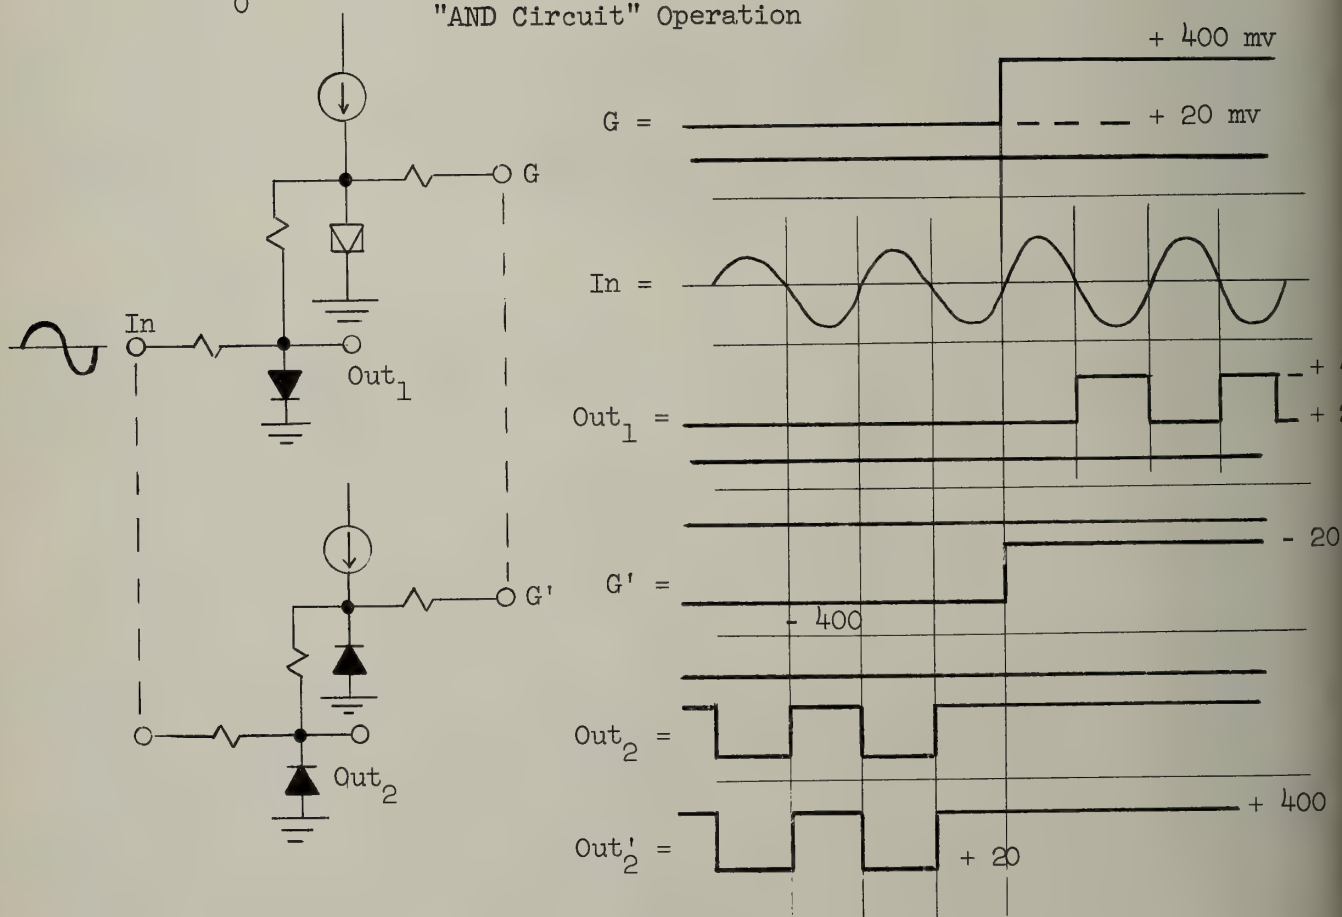 "AND Circuit" Operation
+ 400 mv
G =
+ 20 mv
G
In =
In
Out1
Out1 =
+
+
- 20
G' =
G'
- 400
Out2 =
Out2
+ 400
Out'2 =
+ 20